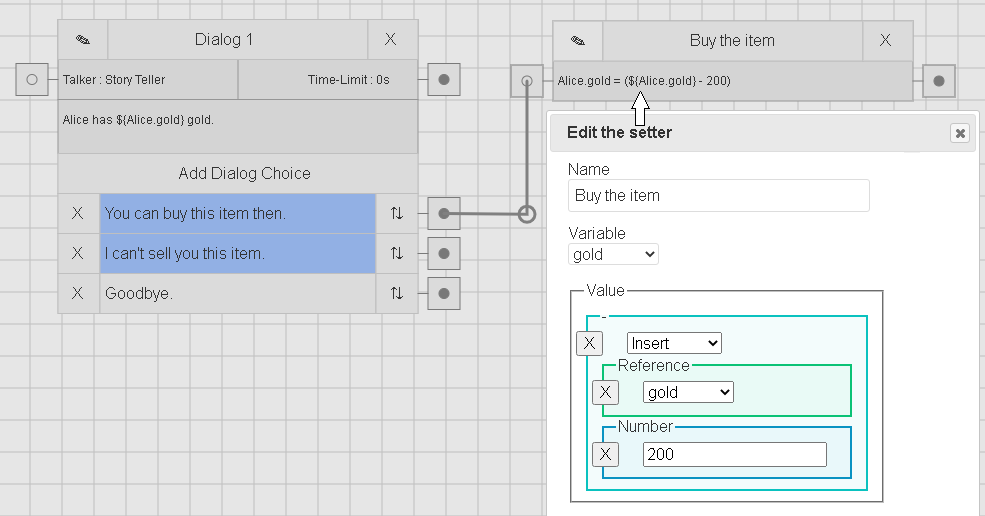 ✎ Dialog 1 X
Talker : Story Teller Time-Limit : 0s
Alice has ${Alice.gold} gold.
Add Dialog Choice
X You can buy this item then. ⇅
X I can't sell you this item. ⇅
X Goodbye. ⇅
✎ Buy the item X
Alice.gold = (${Alice.gold} - 200)
Edit the setter ✖
Name
Buy the item
Variable
gold
Value
-
X Insert
Reference
X gold
Number
X 200